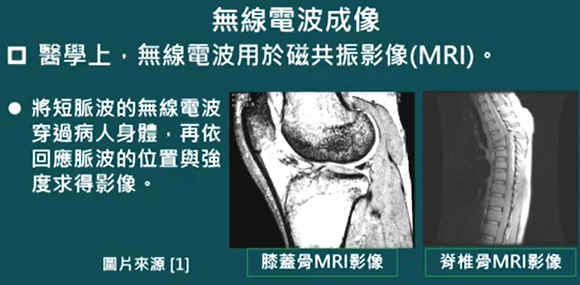 無線電波成像
醫學上，無線電波用於磁共振影像(MRI)。
將短脈波的無線電波
穿過病人身體，再依
回應脈波的位置與強
度求得影像。
圖片來源 [1]
膝蓋骨MRI影像
脊椎骨MRI影像